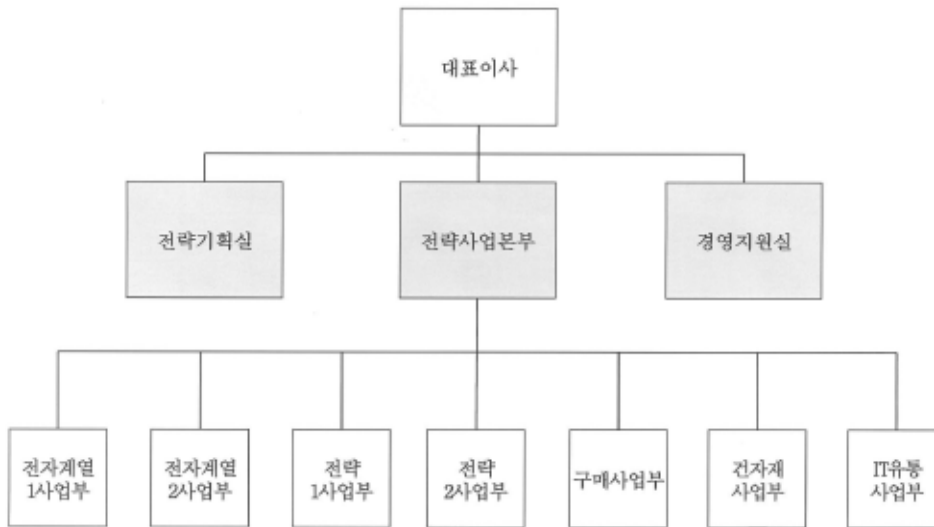 대표이사
전략기획실
전략사업본부
경영지원실
전자계열
1사업부
전자계열
2사업부
전략
1사업부
전략
2사업부
구매사업부
건자재
사업부
IT유통
사업부